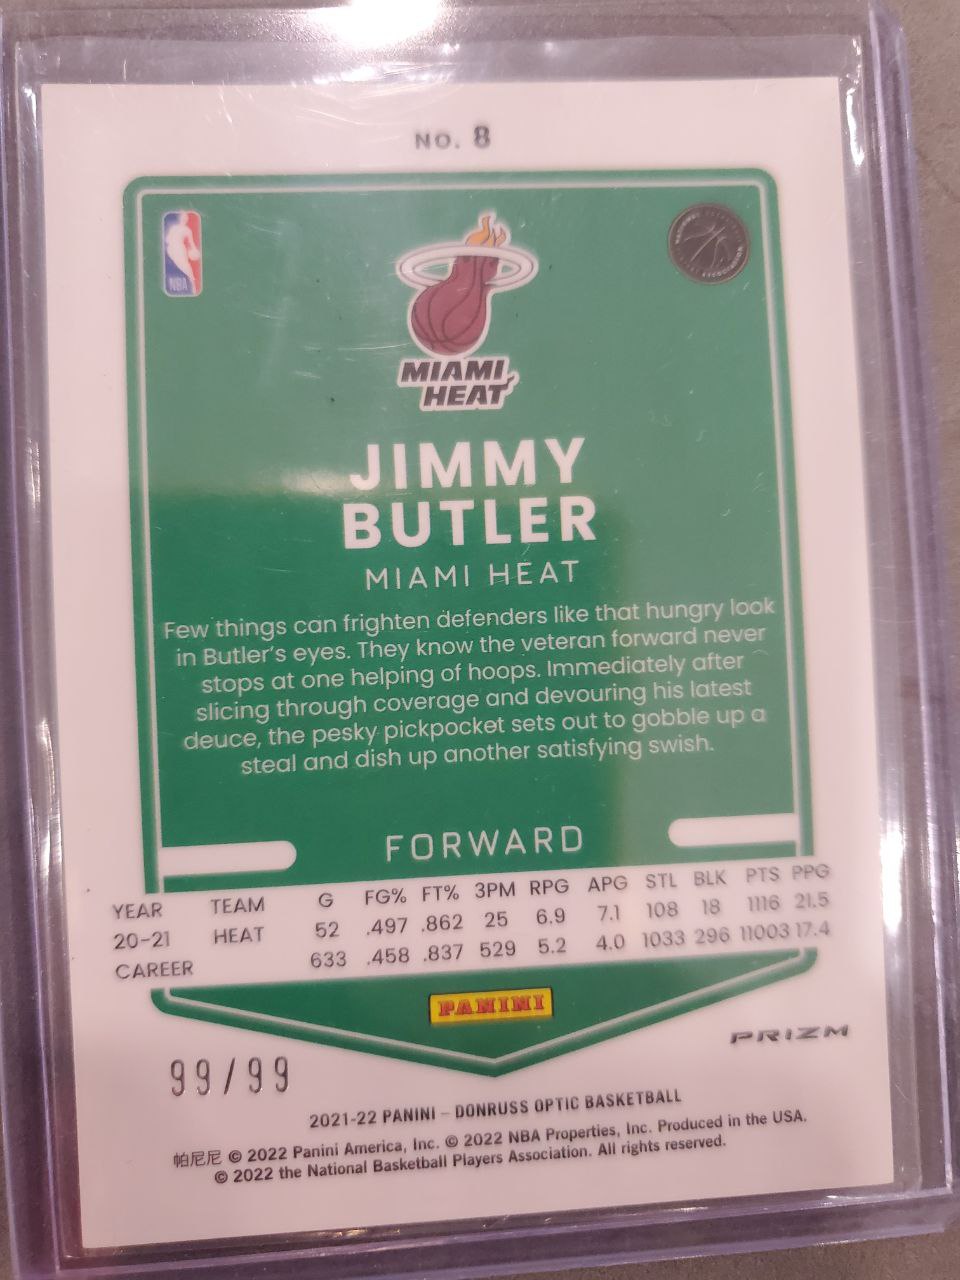 NO. 8
NBA
MIAMI
HEAT
JIMMY
BUTLER
MIAMI HEAT
Few things can frighten defenders like that hungry look
in Butler's eyes. They know the veteran forward never
stops at one helping of hoops. Immediately after
slicing through coverage and devouring his latest
deuce, the pesky pickpocket sets out to gobble up a
steal and dish up another satisfying swish.
FORWARD
YEAR TEAM G FG% FT% 3PM RPG APG STL BLK PTS PPG
20-21 HEAT 52 .497 .862 25 6.9 7.1 108 18 1116 21.5
CAREER 633 .458 .837 529 5.2 4.0 1033 296 11003 17.4
PANINI
PRIZM
99/99
2021-22 PANINI – DONRUSS OPTIC BASKETBALL
帕尼尼 © 2022 Panini America, Inc. © 2022 NBA Properties, Inc. Produced in the USA.
© 2022 the National Basketball Players Association. All rights reserved.